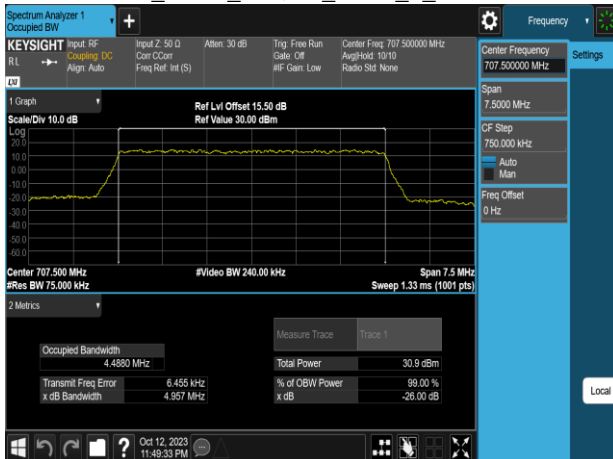 Spectrum Analyzer 1
Occupied BW
Frequency
KEYSIGHT
Input: RF
Input Z: 50 Ω
Atten: 30 dB
Trig: Free Run
Center Freq: 707.500000 MHz
RL
Coupling: DC
Corr CCorr
Gate: Off
Avg|Hold: 10/10
Align: Auto
Freq Ref: Int (S)
#IF Gain: Low
Radio Std: None
LXI
Center Frequency
707.500000 MHz
Settings
Span
7.5000 MHz
CF Step
750.000 kHz
Auto
Man
Freq Offset
0 Hz
Local
1 Graph
Ref Lvl Offset 15.50 dB
Scale/Div 10.0 dB
Ref Value 30.00 dBm
Log
20.0
10.0
0.00
-10.0
-20.0
-30.0
-40.0
-50.0
-60.0
Center 707.500 MHz
#Video BW 240.00 kHz
Span 7.5 MHz
#Res BW 75.000 kHz
Sweep 1.33 ms (1001 pts)
2 Metrics
Measure Trace
Trace 1
Occupied Bandwidth
4.4880 MHz
Total Power
30.9 dBm
Transmit Freq Error
6.455 kHz
% of OBW Power
99.00 %
x dB Bandwidth
4.957 MHz
x dB
-26.00 dB
?
Oct 12, 2023
11:49:33 PM